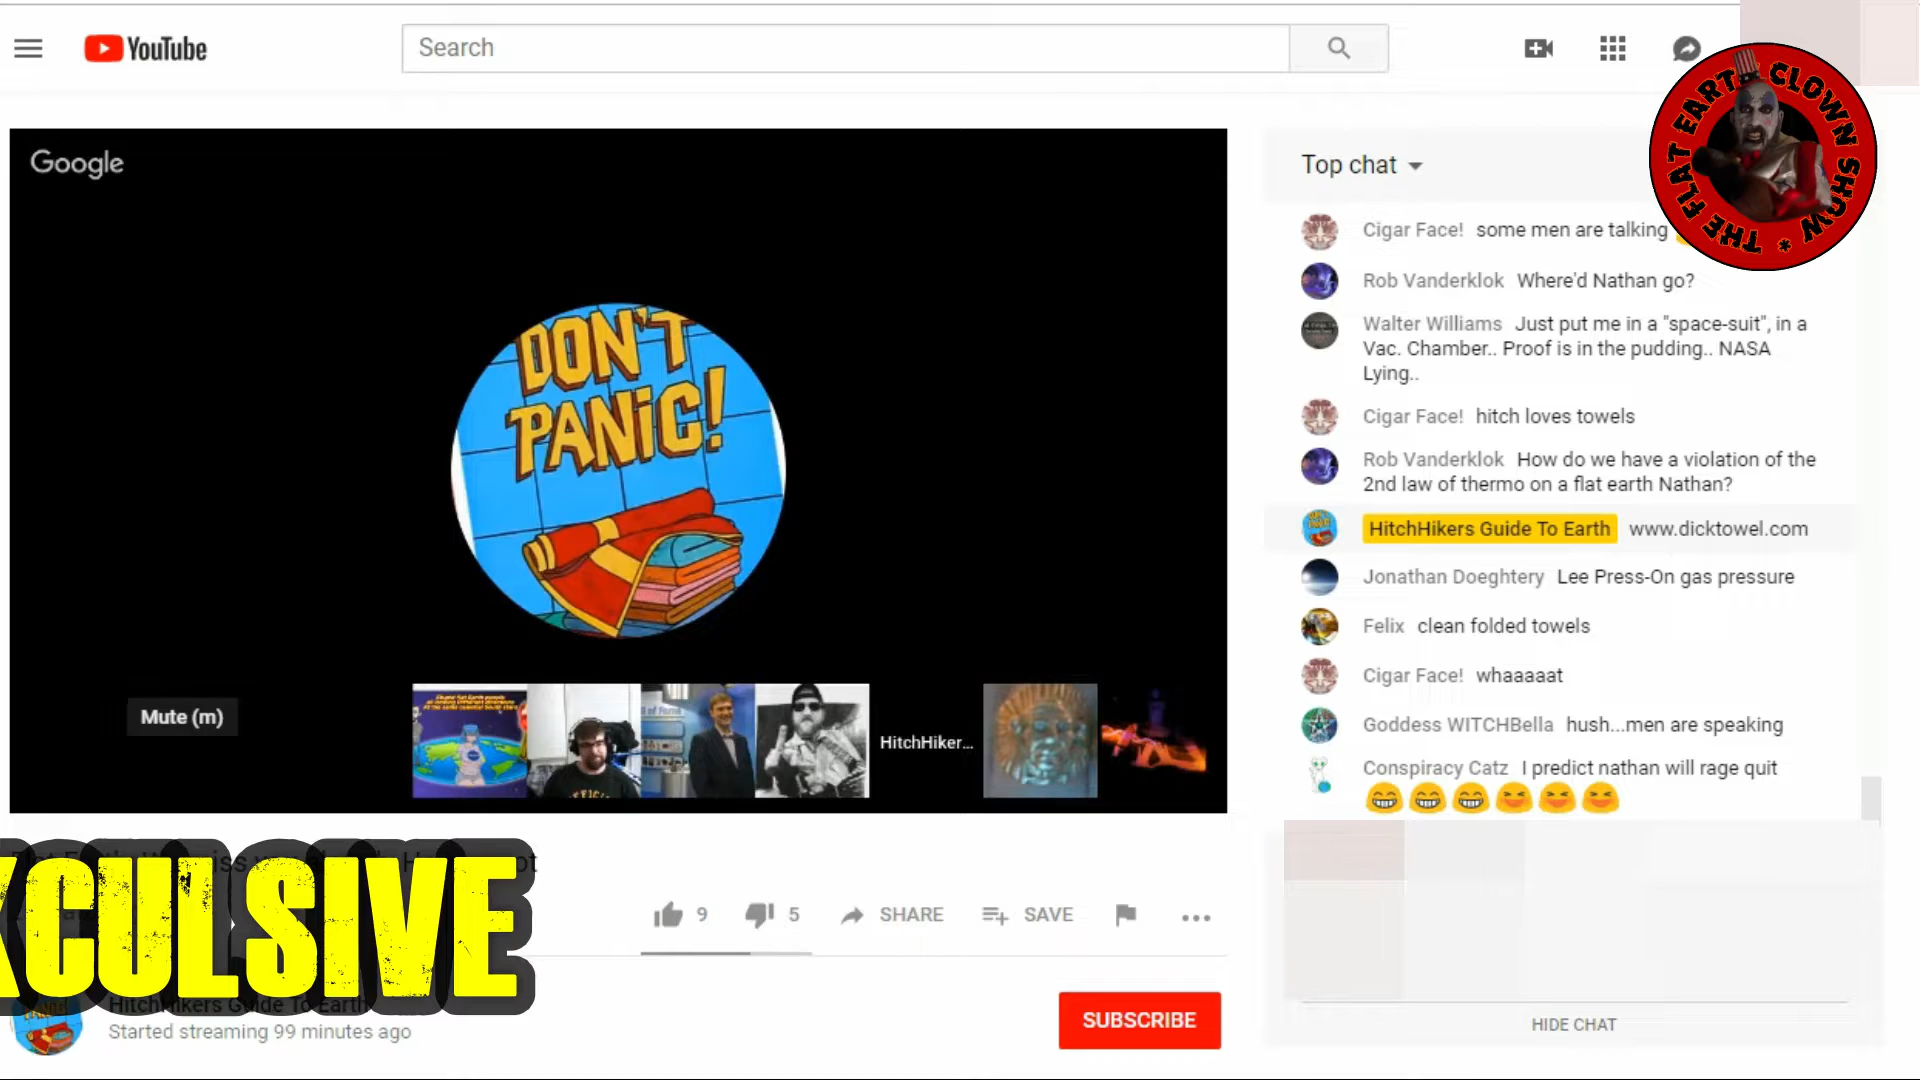 YouTube
Search
THE FLAT EARTH CLOWN SHOW *
Google
DON'T
PANIC!
Mute (m)
HitchHiker...
Top chat
Cigar Face! some men are talking
Rob Vanderklok Where'd Nathan go?
Walter Williams Just put me in a "space-suit", in a
Vac. Chamber.. Proof is in the pudding.. NASA
Lying..
Cigar Face! hitch loves towels
Rob Vanderklok How do we have a violation of the
2nd law of thermo on a flat earth Nathan?
HitchHikers Guide To Earth www.dicktowel.com
Jonathan Doeghtery Lee Press-On gas pressure
Felix clean folded towels
Cigar Face! whaaaaat
Goddess WITCHBella hush...men are speaking
Conspiracy Catz I predict nathan will rage quit
XCULSIVE
9 5 SHARE SAVE
HitchHikers Guide To Earth
Started streaming 99 minutes ago
SUBSCRIBE
HIDE CHAT